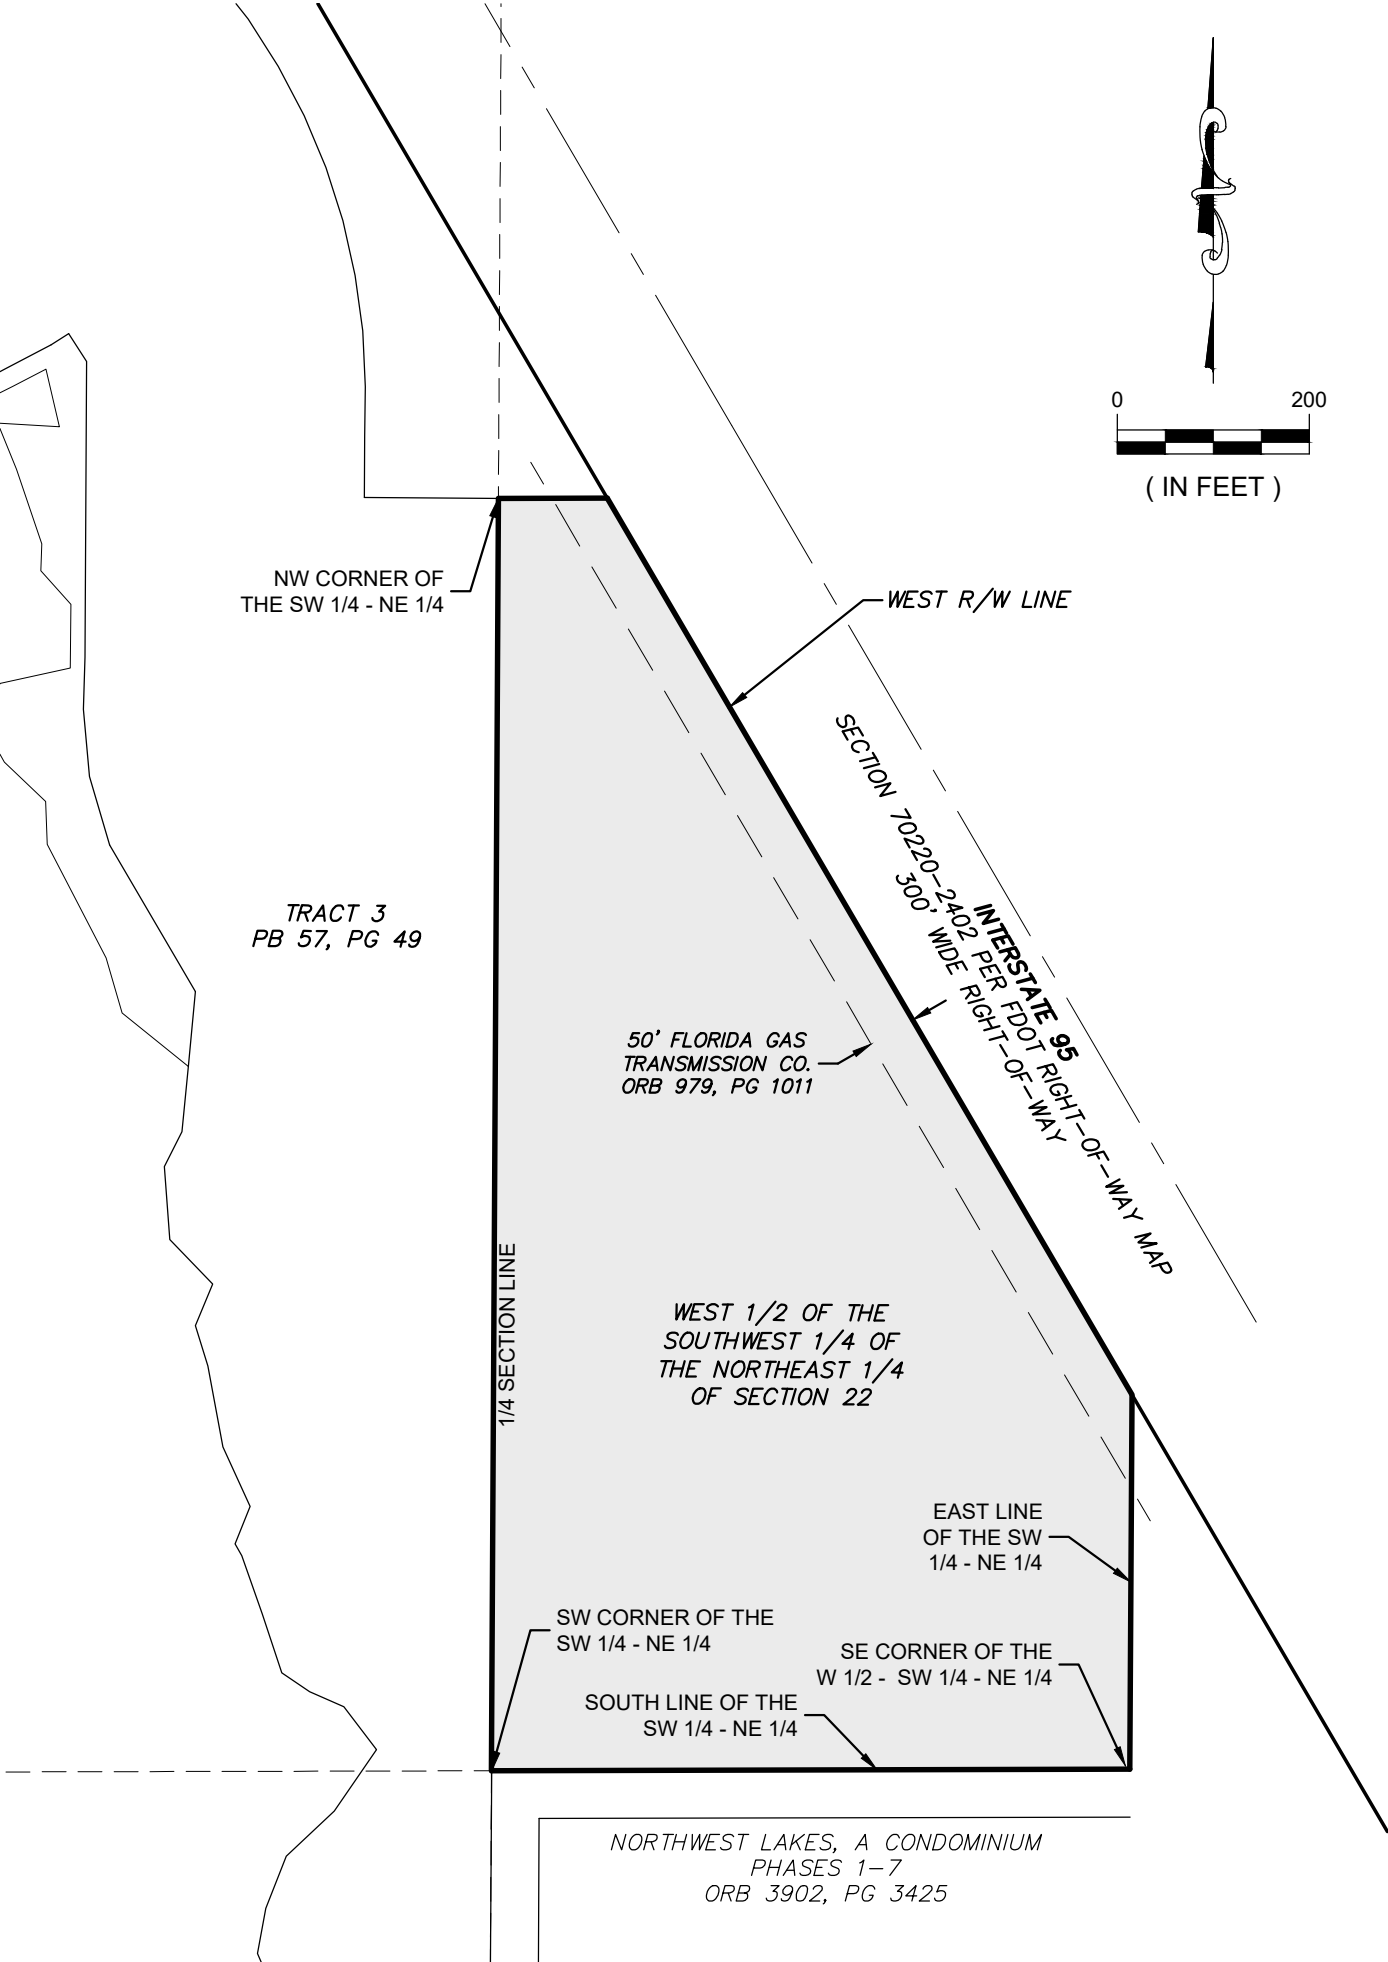 0 200
( IN FEET )
NW CORNER OF
THE SW 1/4 - NE 1/4
WEST R/W LINE
INTERSTATE 95
SECTION 70220-2402 PER FDOT RIGHT-OF-WAY MAP
300' WIDE RIGHT-OF-WAY
TRACT 3
PB 57, PG 49
50' FLORIDA GAS
TRANSMISSION CO.
ORB 979, PG 1011
1/4 SECTION LINE
WEST 1/2 OF THE
SOUTHWEST 1/4 OF
THE NORTHEAST 1/4
OF SECTION 22
EAST LINE
OF THE SW
1/4 - NE 1/4
SW CORNER OF THE
SW 1/4 - NE 1/4
SE CORNER OF THE
W 1/2 - SW 1/4 - NE 1/4
SOUTH LINE OF THE
SW 1/4 - NE 1/4
NORTHWEST LAKES, A CONDOMINIUM
PHASES 1-7
ORB 3902, PG 3425